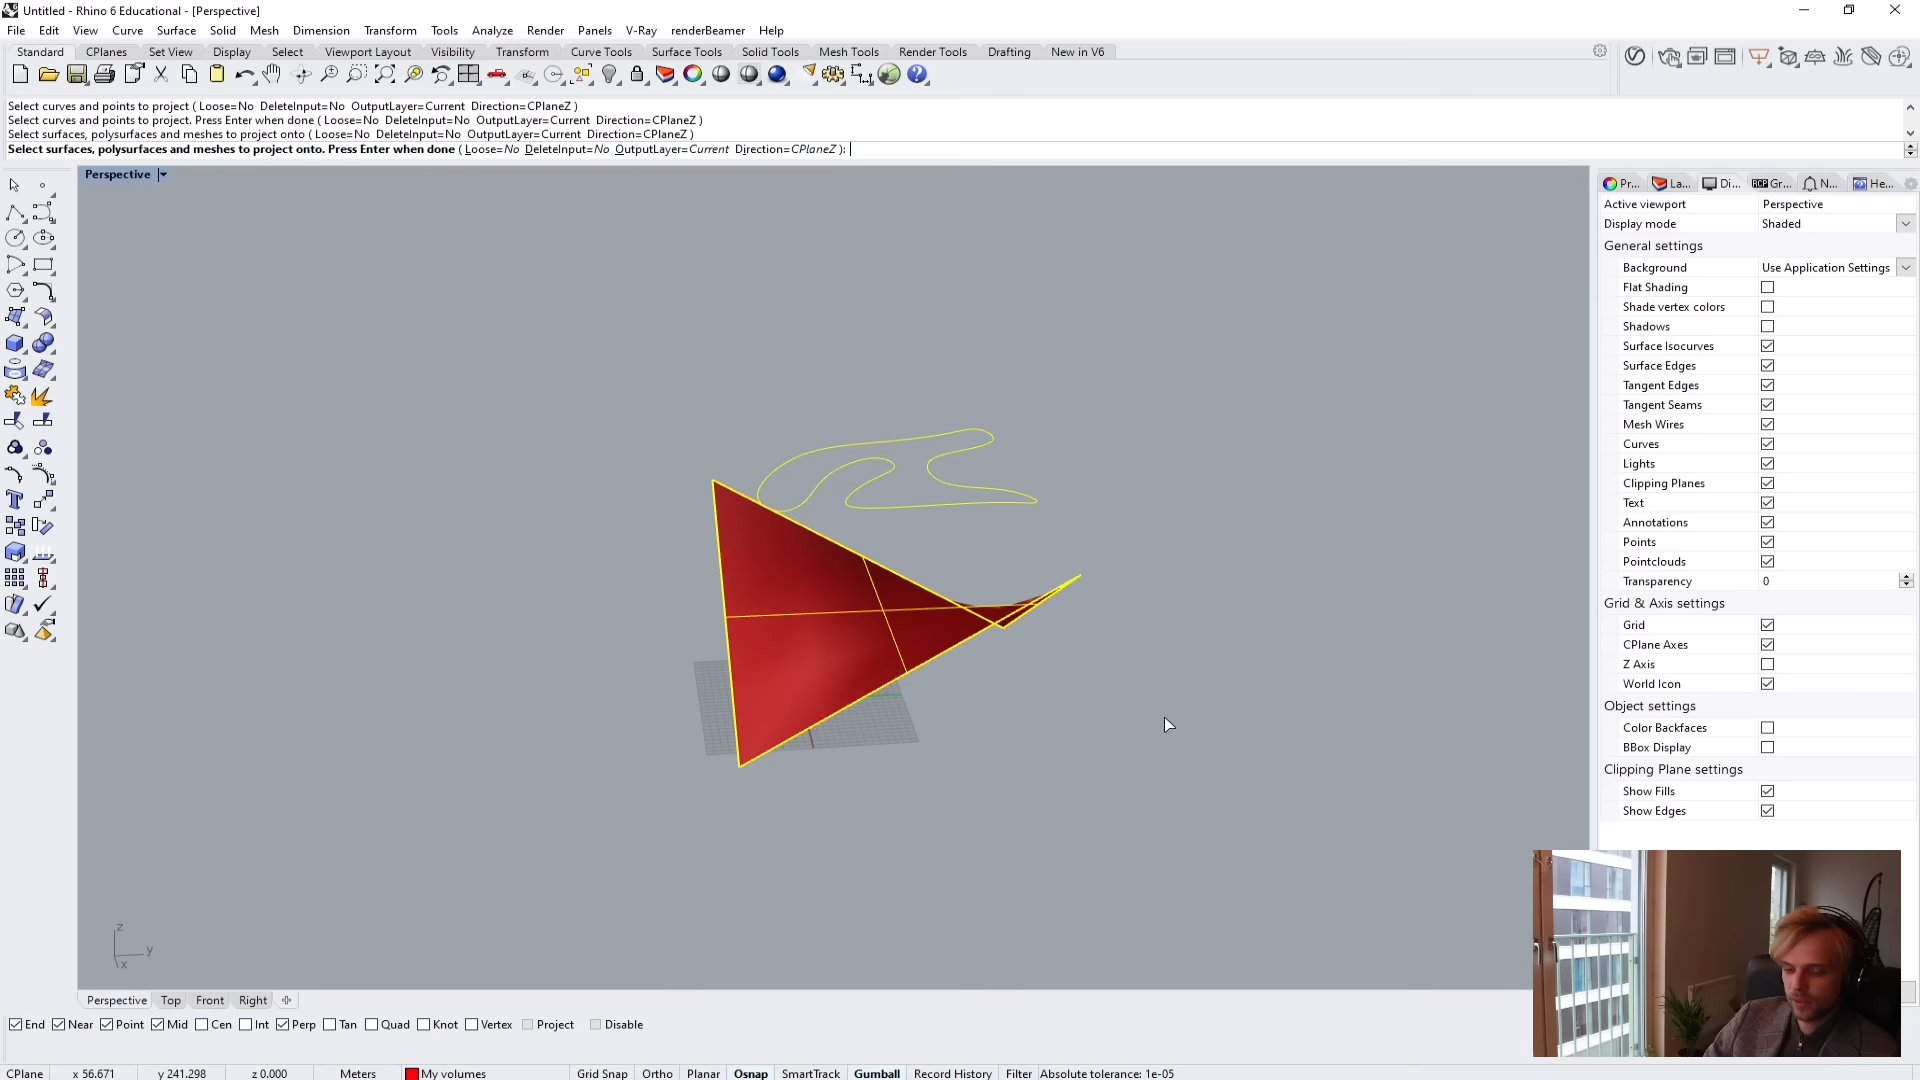 Untitled - Rhino 6 Educational - [Perspective]
File Edit View Curve Surface Solid Mesh Dimension Transform Tools Analyze Render Panels V-Ray renderBeamer Help
Standard CPlanes Set View Display Select Viewport Layout Visibility Transform Curve Tools Surface Tools Solid Tools Mesh Tools Render Tools Drafting New in V6
Select curves and points to project ( Loose=No DeleteInput=No OutputLayer=Current Direction=CPlaneZ )
Select curves and points to project. Press Enter when done ( Loose=No DeleteInput=No OutputLayer=Current Direction=CPlaneZ )
Select surfaces, polysurfaces and meshes to project onto ( Loose=No DeleteInput=No OutputLayer=Current Direction=CPlaneZ )
Select surfaces, polysurfaces and meshes to project onto. Press Enter when done ( Loose=No DeleteInput=No OutputLayer=Current Direction=CPlaneZ ):
Perspective
Pr... La... Di... RCP Gr... N... He...
Active viewport Perspective
Display mode Shaded
General settings
Background Use Application Settings
Flat Shading
Shade vertex colors
Shadows
Surface Isocurves
Surface Edges
Tangent Edges
Tangent Seams
Mesh Wires
Curves
Lights
Clipping Planes
Text
Annotations
Points
Pointclouds
Transparency 0
Grid & Axis settings
Grid
CPlane Axes
Z Axis
World Icon
Object settings
Color Backfaces
BBox Display
Clipping Plane settings
Show Fills
Show Edges
z
y
x
Perspective Top Front Right
End Near Point Mid Cen Int Perp Tan Quad Knot Vertex Project Disable
CPlane x 56.671 y 241.298 z 0.000 Meters My volumes Grid Snap Ortho Planar Osnap SmartTrack Gumball Record History Filter Absolute tolerance: 1e-05